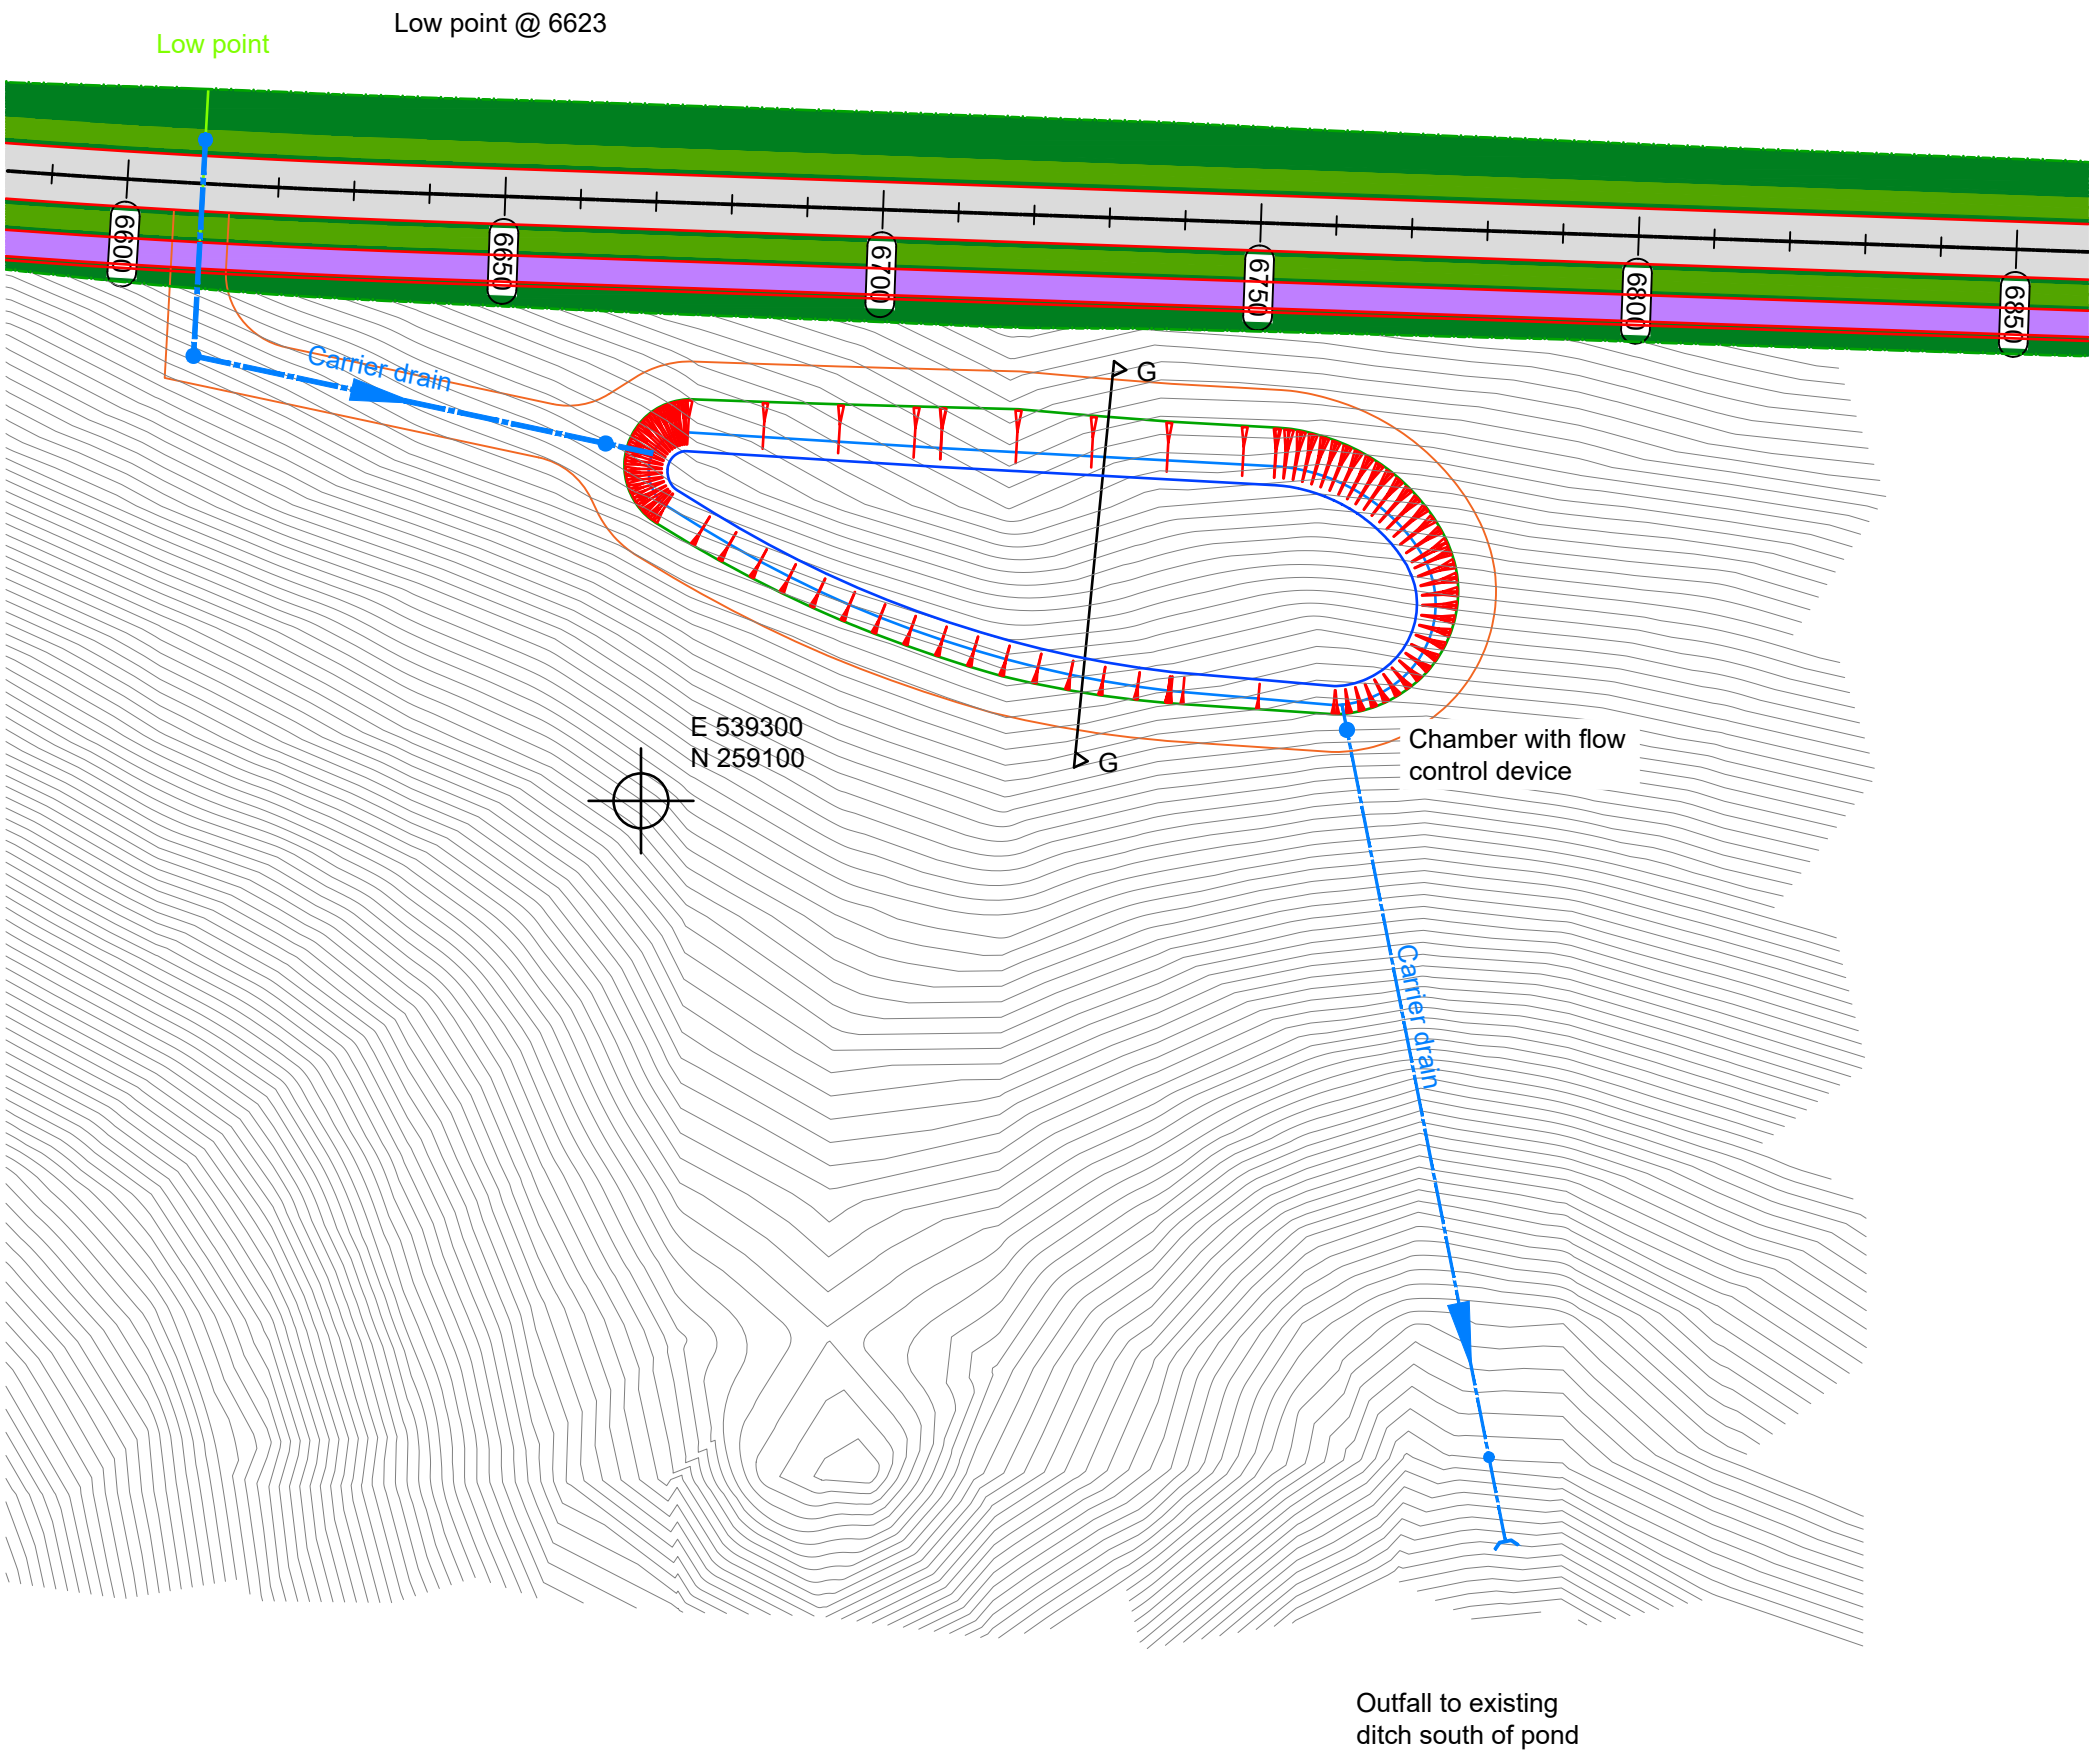 Low point @ 6623
Low point
6600
6650
6700
6750
6800
6850
Carrier drain
G
E 539300
N 259100
G
Chamber with flow
control device
Carrier drain
Outfall to existing
ditch south of pond